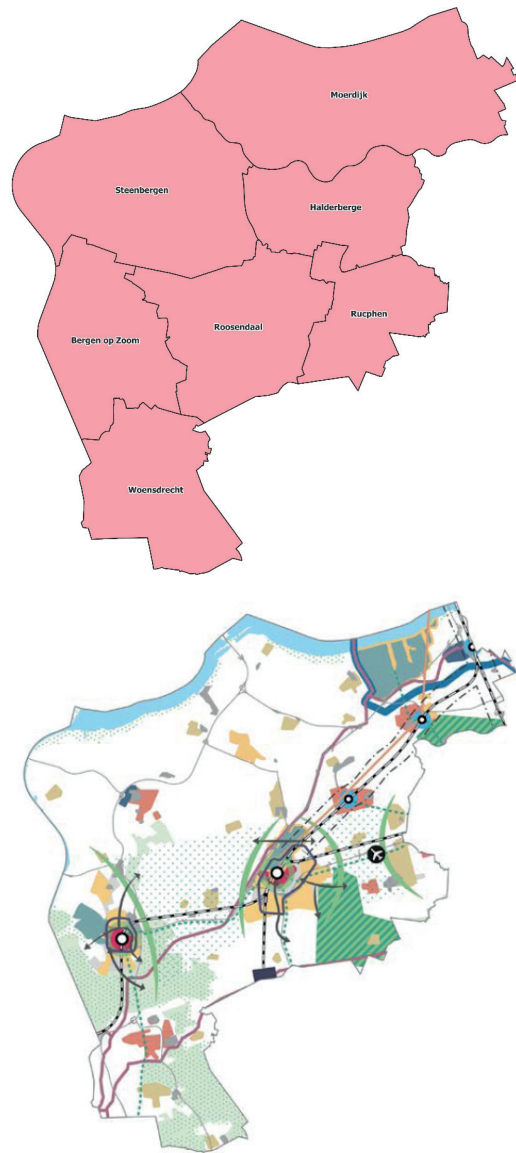 Moerdijk
Steenbergen
Halderberge
Bergen op Zoom
Roosendaal
Rucphen
Woensdrecht